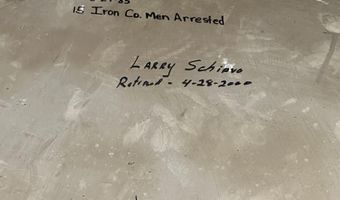 15 Iron Co. Men Arrested
LARRY Schiavo
Retired - 4-28-2000